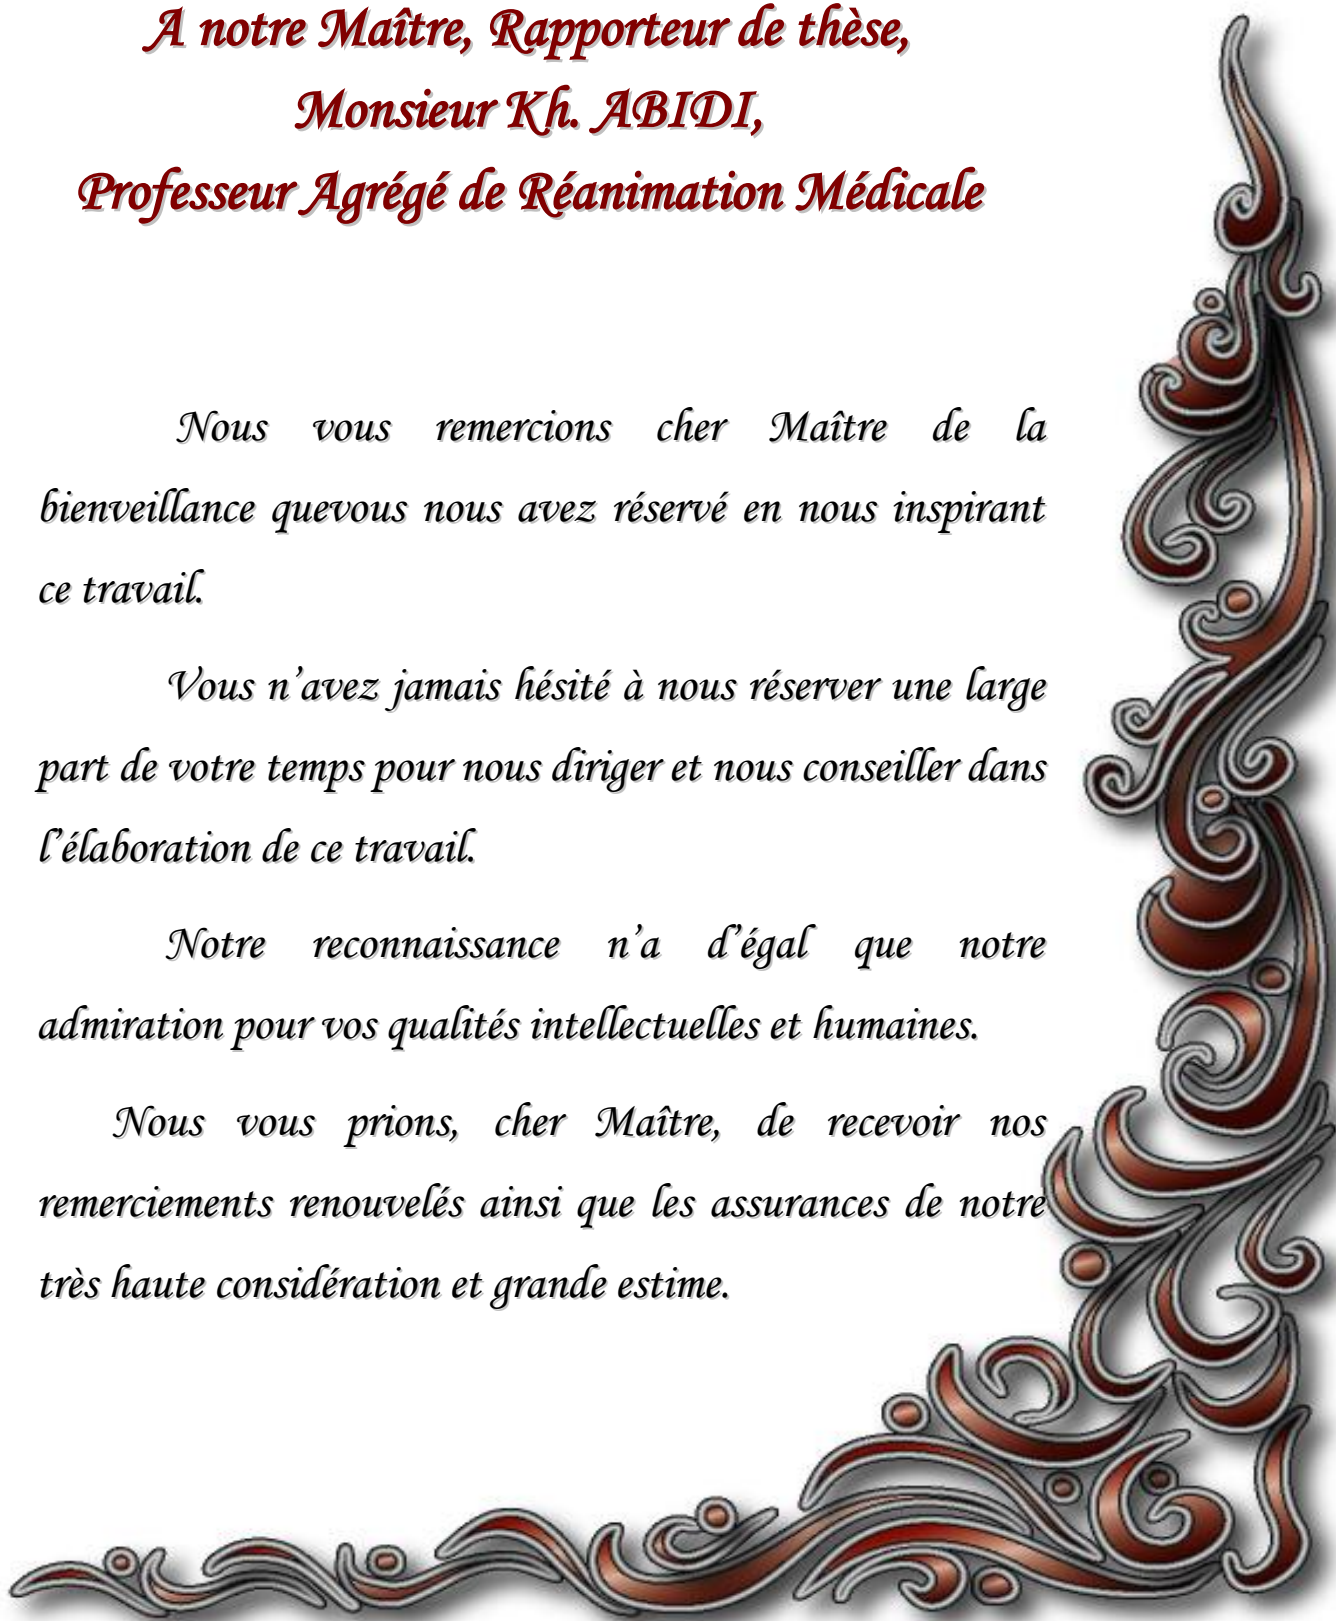 A notre Maître, Rapporteur de thèse,
Monsieur Kh. ABIDI,
Professeur Agrégé de Réanimation Médicale
Nous vous remercions cher Maître de la
bienveillance quevous nous avez réservé en nous inspirant
ce travail.
Vous n’avez jamais hésité à nous réserver une large
part de votre temps pour nous diriger et nous conseiller dans
l’élaboration de ce travail.
Notre reconnaissance n’a d’égal que notre
admiration pour vos qualités intellectuelles et humaines.
Nous vous prions, cher Maître, de recevoir nos
remerciements renouvelés ainsi que les assurances de notre
très haute considération et grande estime.